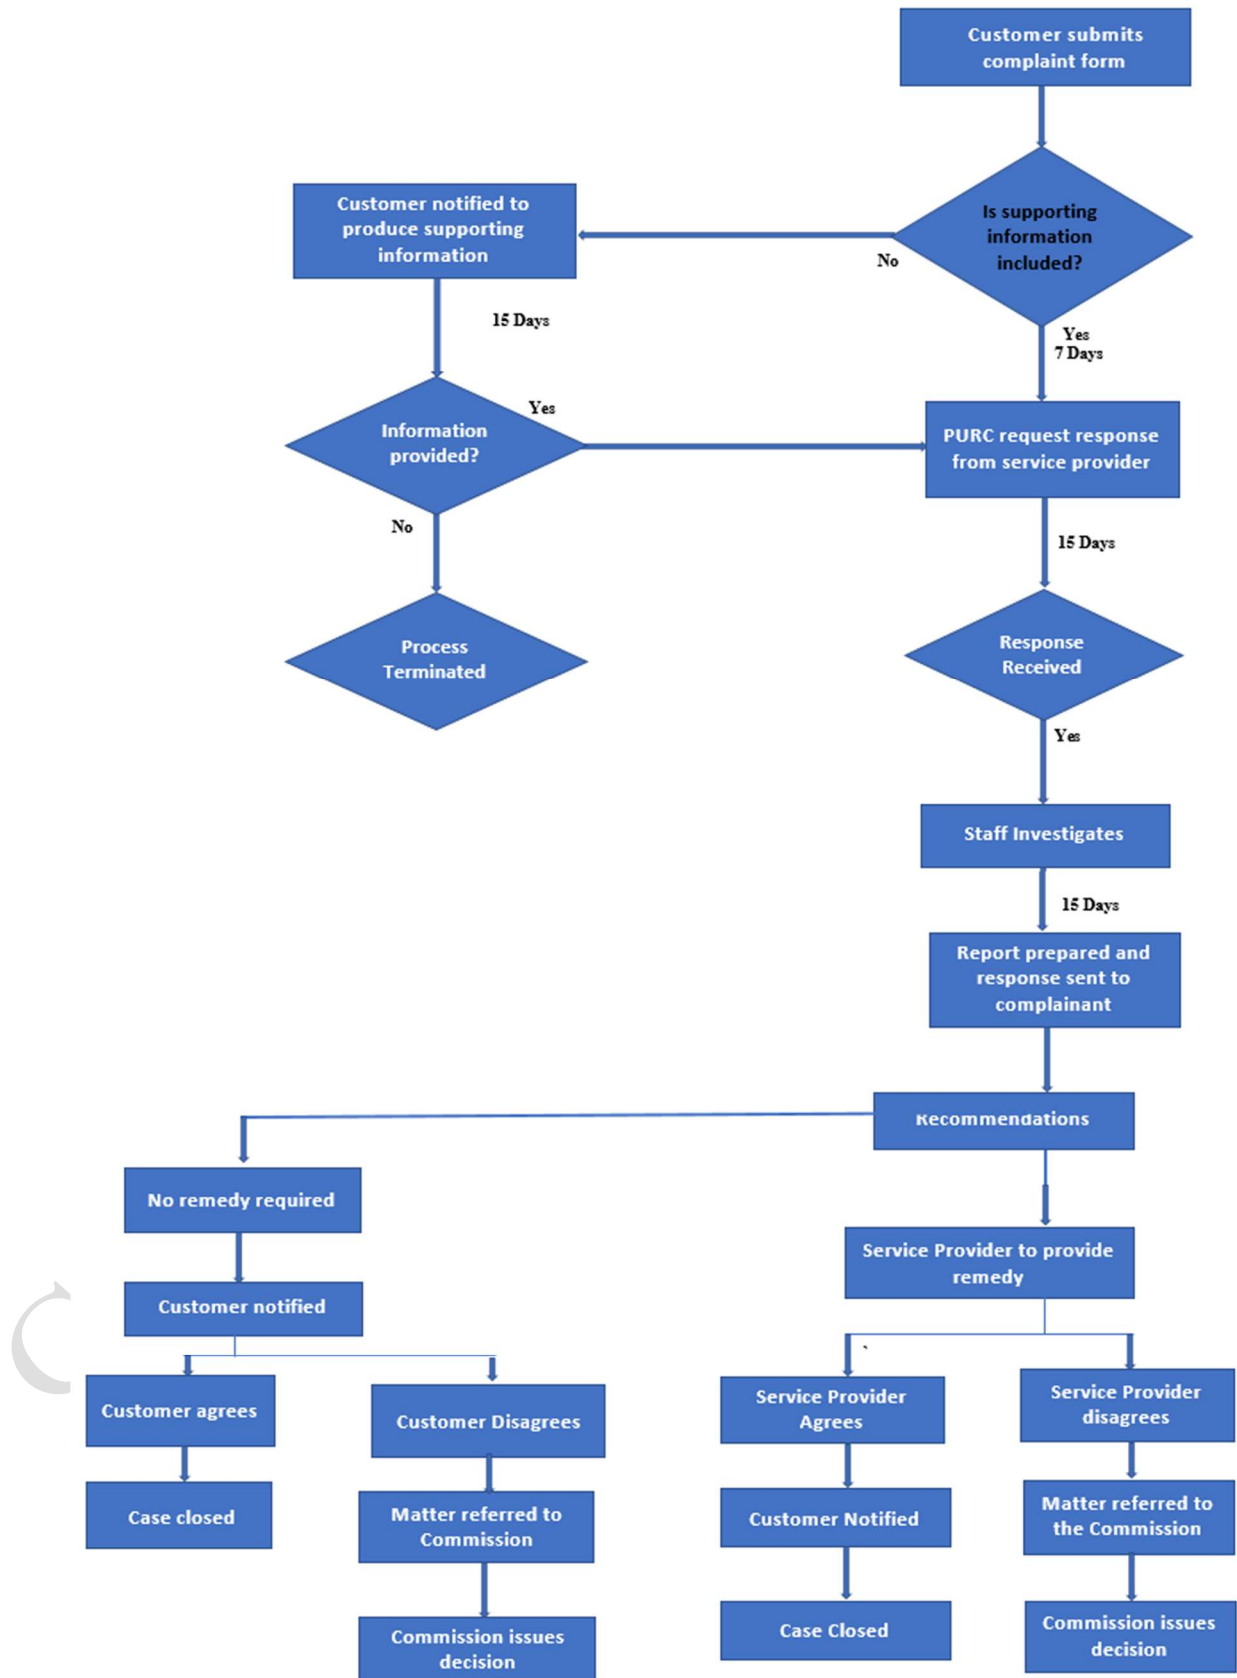 Customer submits
complaint form
Is supporting
information
included?
No
Customer notified to
produce supporting
information
15 Days
Yes
7 Days
Information
provided?
Yes
PURC request response
from service provider
No
15 Days
Process
Terminated
Response
Received
Yes
Staff Investigates
15 Days
Report prepared and
response sent to
complainant
Recommendations
No remedy required
Service Provider to provide
remedy
Customer notified
Customer agrees
Customer Disagrees
Service Provider
Agrees
Service Provider
disagrees
Case closed
Matter referred to
Commission
Customer Notified
Matter referred to
the Commission
Commission issues
decision
Case Closed
Commission issues
decision